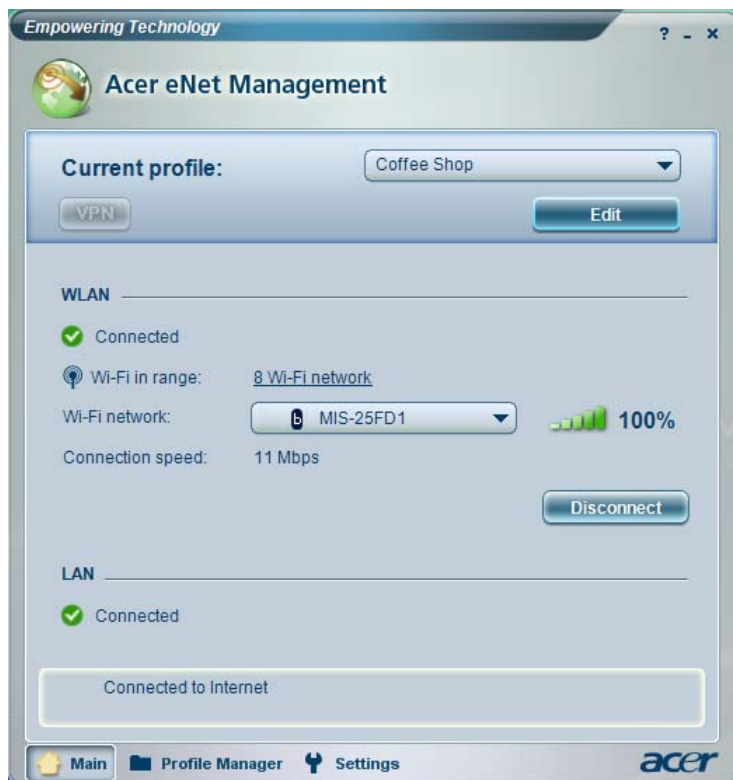 Empowering Technology
? - x
Acer eNet Management
Current profile:
Coffee Shop
VPN
Edit
WLAN
Connected
Wi-Fi in range:
8 Wi-Fi network
Wi-Fi network:
b MIS-25FD1
100%
Connection speed:
11 Mbps
Disconnect
LAN
Connected
Connected to Internet
Main
Profile Manager
Settings
acer